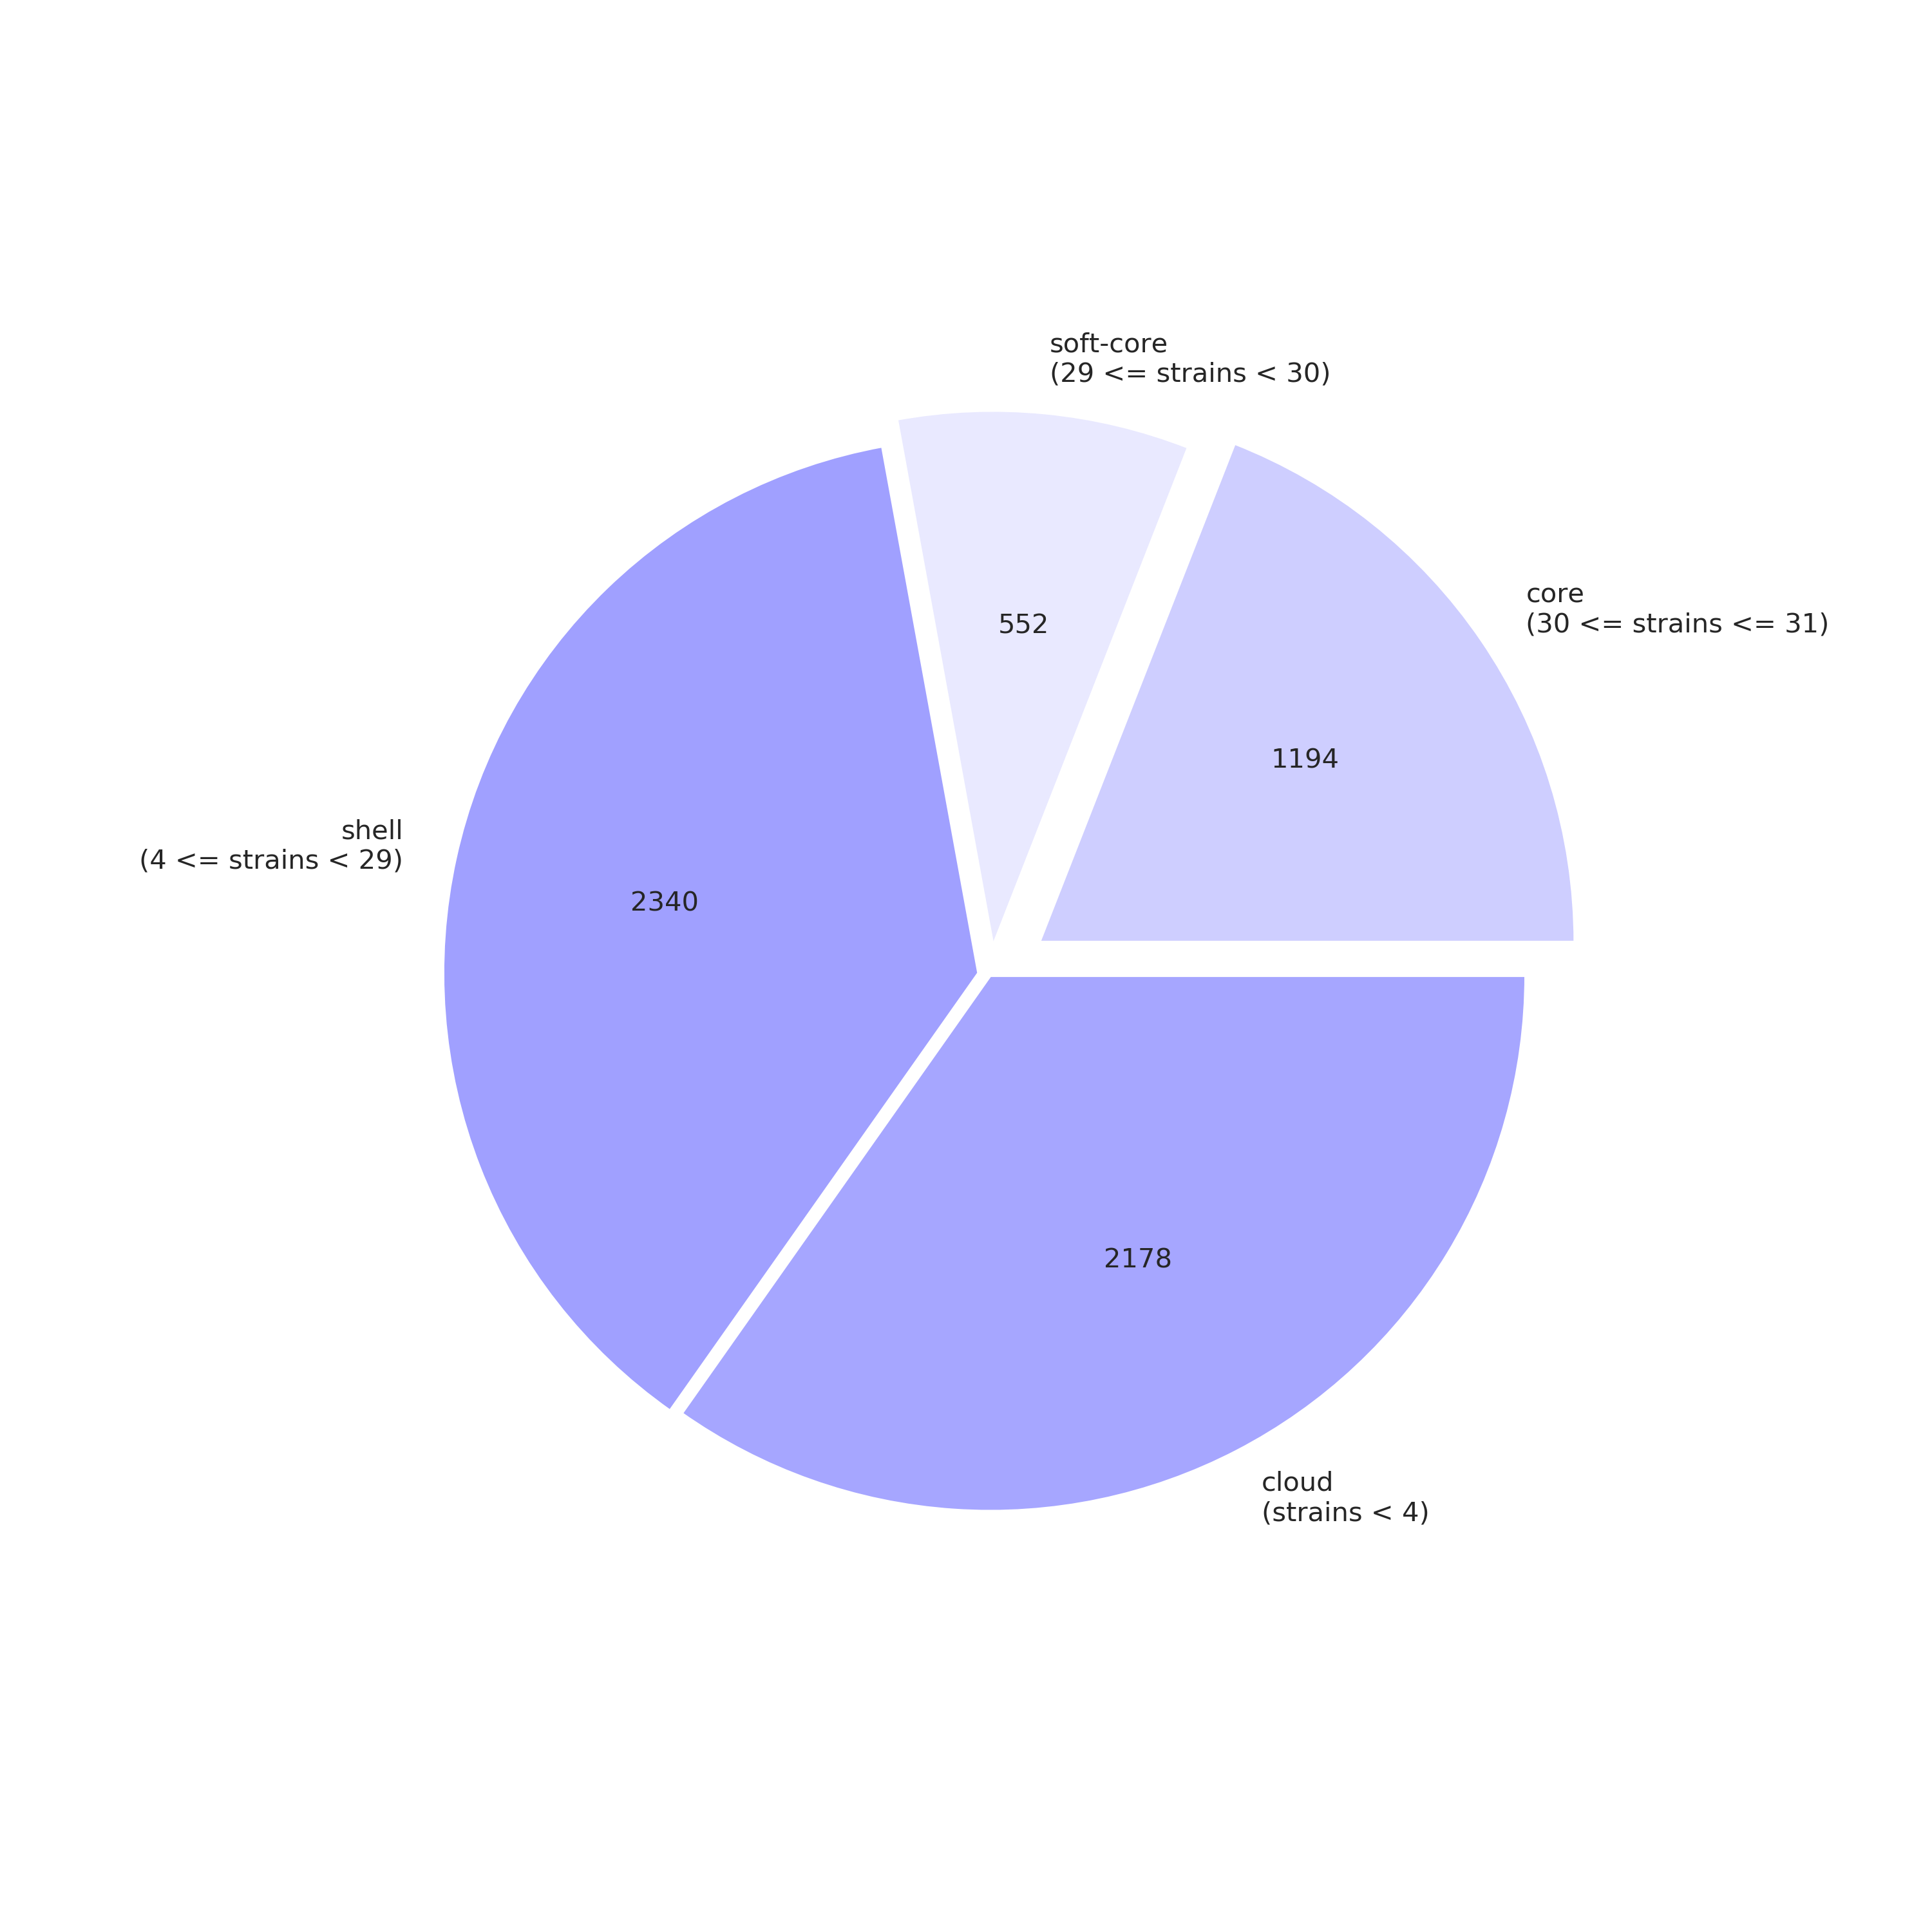 soft-core
(29 <= strains < 30)
core
(30 <= strains <= 31)
552
1194
shell
(4 <= strains < 29)
2340
2178
cloud
(strains < 4)